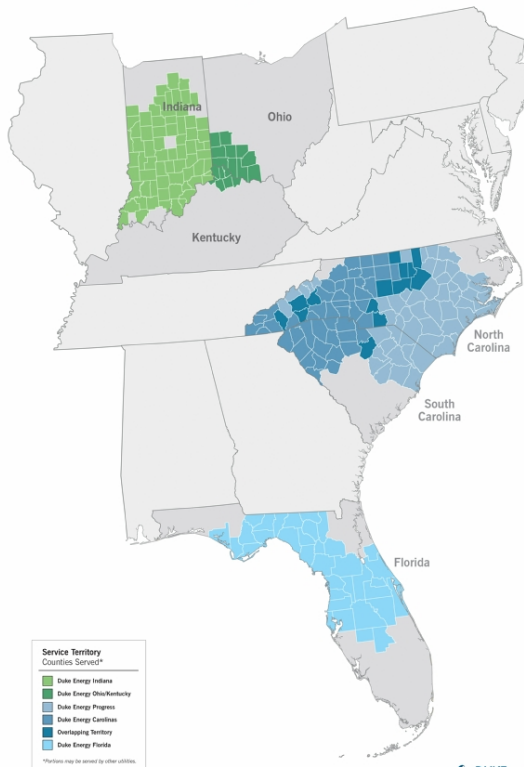 Indiana
Ohio
Kentucky
North
Carolina
South
Carolina
Florida
Service Territory
Counties Served*
Duke Energy Indiana
Duke Energy Ohio/Kentucky
Duke Energy Progress
Duke Energy Carolinas
Overlapping Territory
Duke Energy Florida
*Portions may be served by other utilities.